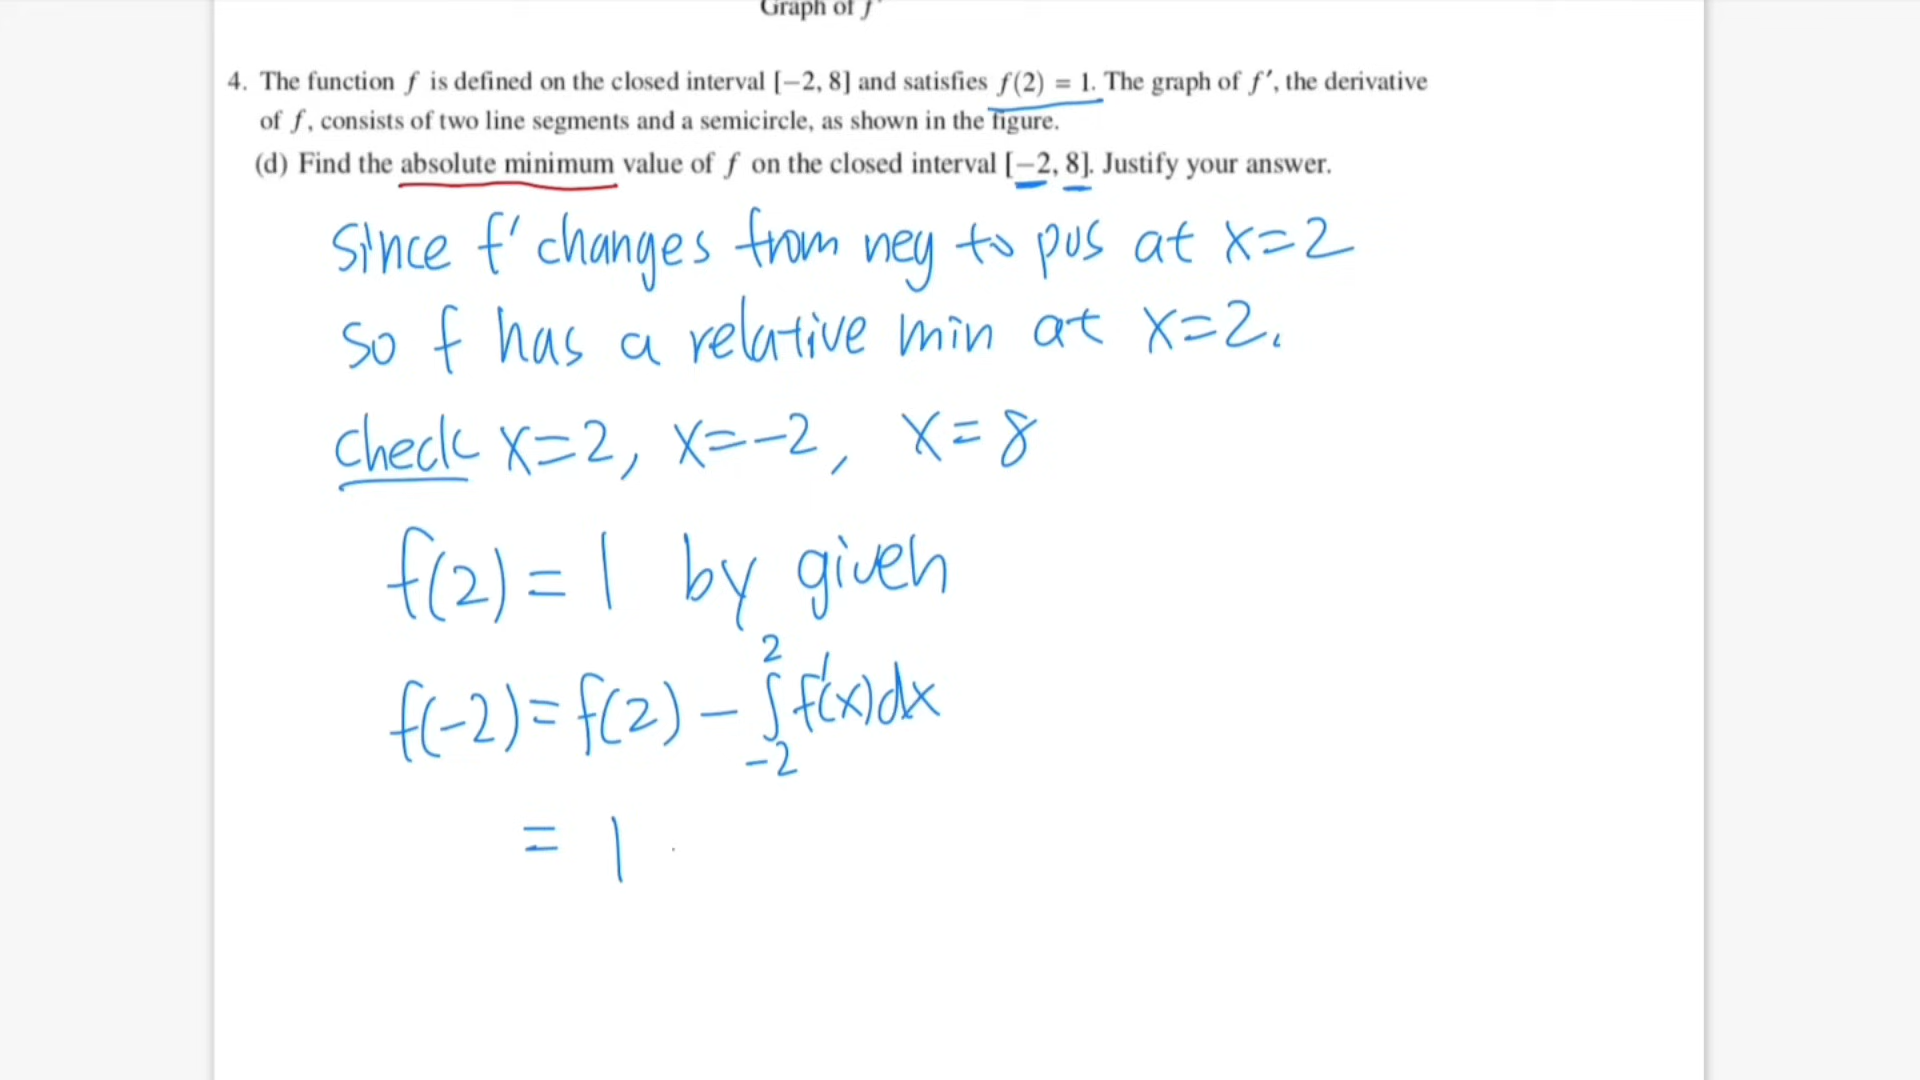 Graph of f′
4. The function f is defined on the closed interval [−2, 8] and satisfies f(2) = 1. The graph of f′, the derivative
of f, consists of two line segments and a semicircle, as shown in the figure.
(d) Find the absolute minimum value of f on the closed interval [−2, 8]. Justify your answer.
Since f' changes from neg to pos at x=2
so f has a relative min at x=2.
check x=2, x=-2, x=8
f(2)=1 by given
f(-2)=f(2) - ∫_{-2}^{2} f'(x)dx
= 1